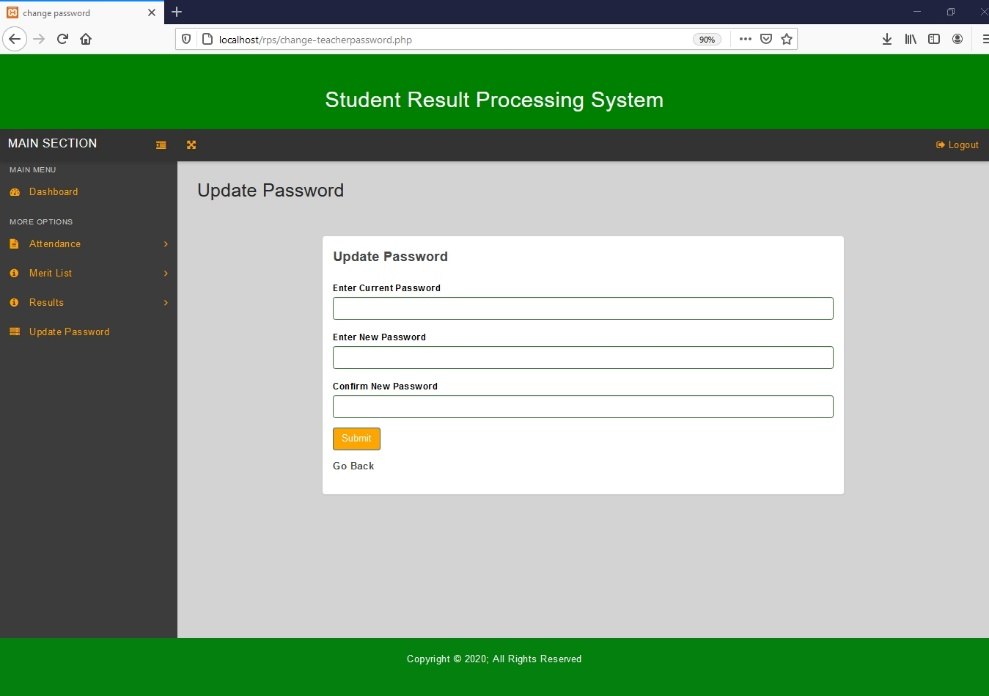 change password
localhost/rps/change-teacherpassword.php
90%
Student Result Processing System
MAIN SECTION
Logout
MAIN MENU
Dashboard
MORE OPTIONS
Attendance
Merit List
Results
Update Password
Update Password
Update Password
Enter Current Password
Enter New Password
Confirm New Password
Submit
Go Back
Copyright © 2020; All Rights Reserved